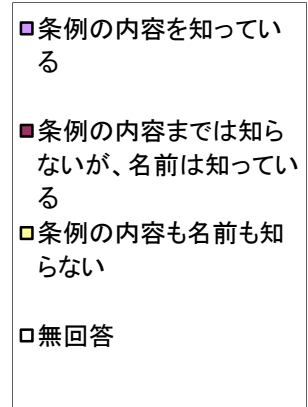 条例の内容を知ってい
る
条例の内容までは知ら
ないが、名前は知ってい
る
条例の内容も名前も知
らない
無回答